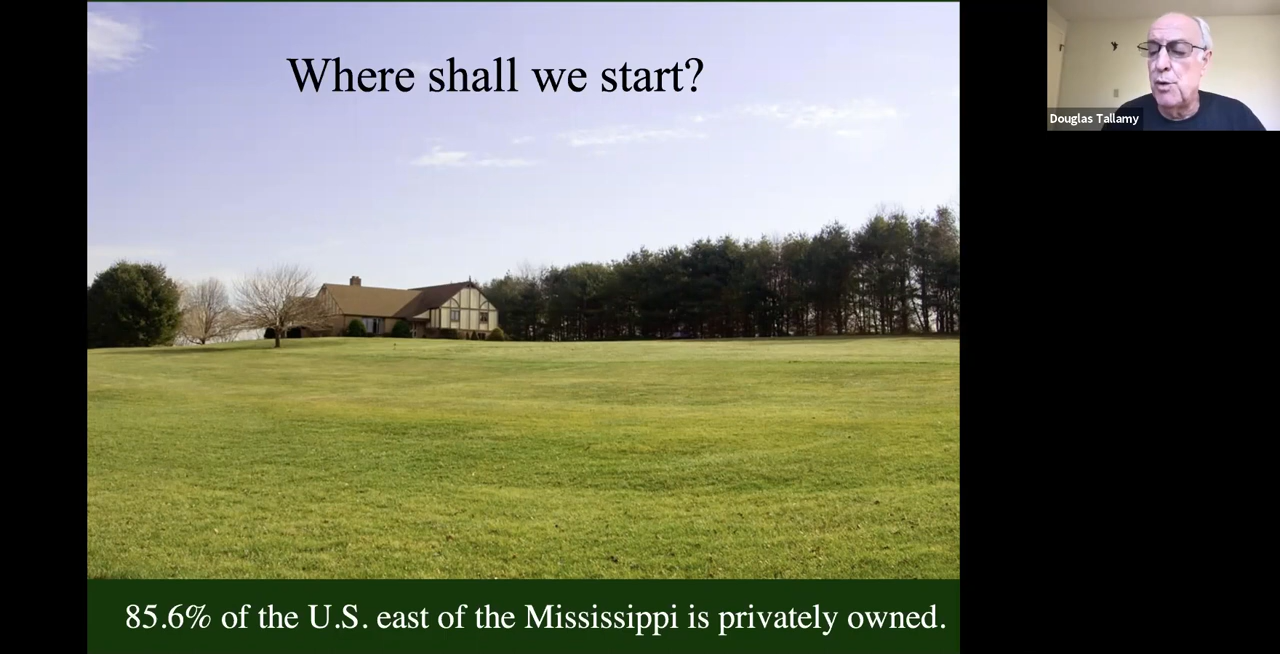 Where shall we start?
Douglas Tallamy
85.6% of the U.S. east of the Mississippi is privately owned.